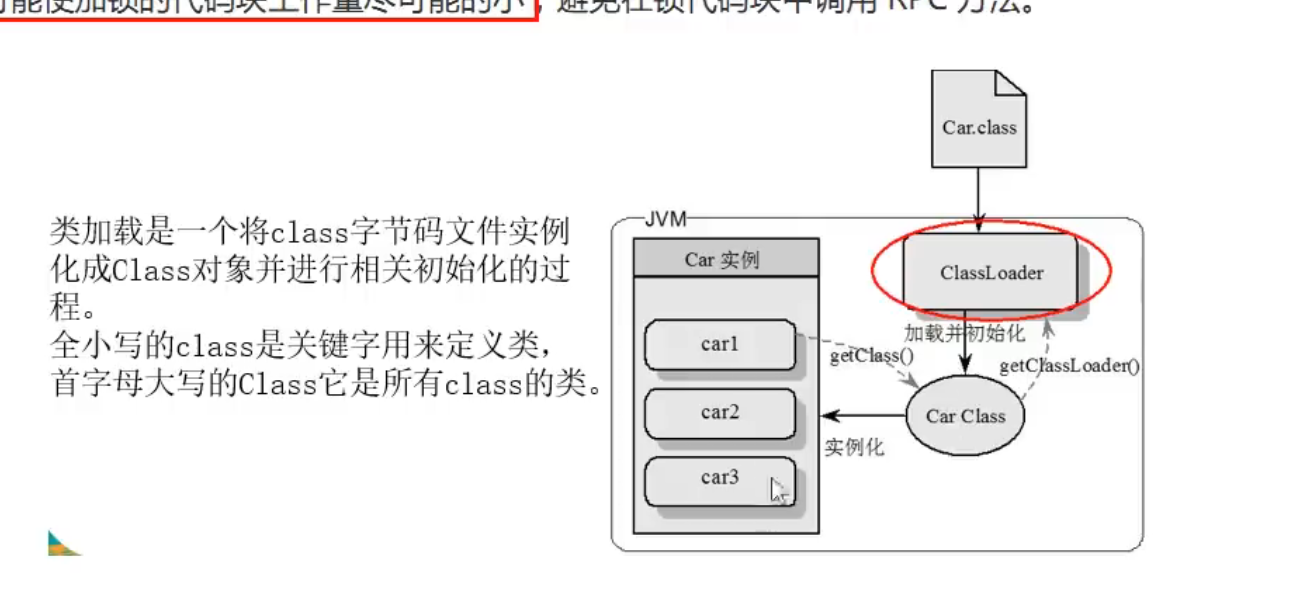 可能使加锁的代码块工作量尽可能的小，避免在锁代码块中调用 RPC 方法。
Car.class
类加载是一个将class字节码文件实例
化成Class对象并进行相关初始化的过
程。
全小写的class是关键字用来定义类，
首字母大写的Class它是所有class的类。
JVM
Car 实例
ClassLoader
加载并初始化
car1
getClass()
getClassLoader()
car2
Car Class
实例化
car3